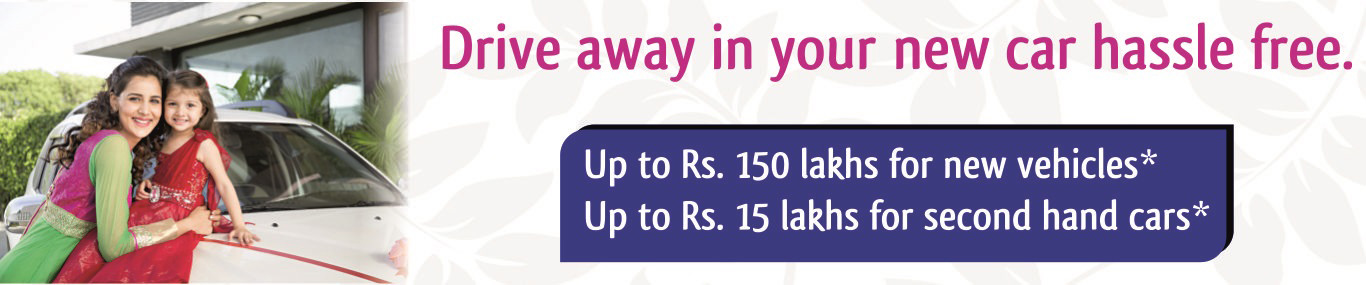 Drive away in your new car hassle free.
Up to Rs. 150 lakhs for new vehicles*
Up to Rs. 15 lakhs for second hand cars*